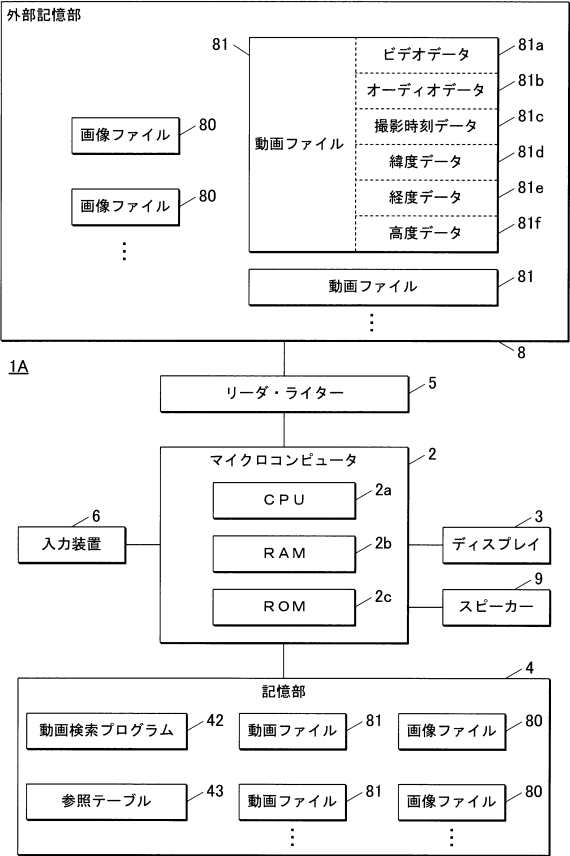 外部記憶部
81
ビデオデータ
81a
オーディオデータ
81b
画像ファイル
80
動画ファイル
撮影時刻データ
81c
緯度データ
81d
画像ファイル
80
経度データ
81e
高度データ
81f
動画ファイル
81
8
1A
リーダ・ライター
5
マイクロコンピュータ
2
CPU
2a
入力装置
6
RAM
2b
ディスプレイ
3
ROM
2c
スピーカー
9
記憶部
4
動画検索プログラム
42
動画ファイル
81
画像ファイル
80
参照テーブル
43
動画ファイル
81
画像ファイル
80